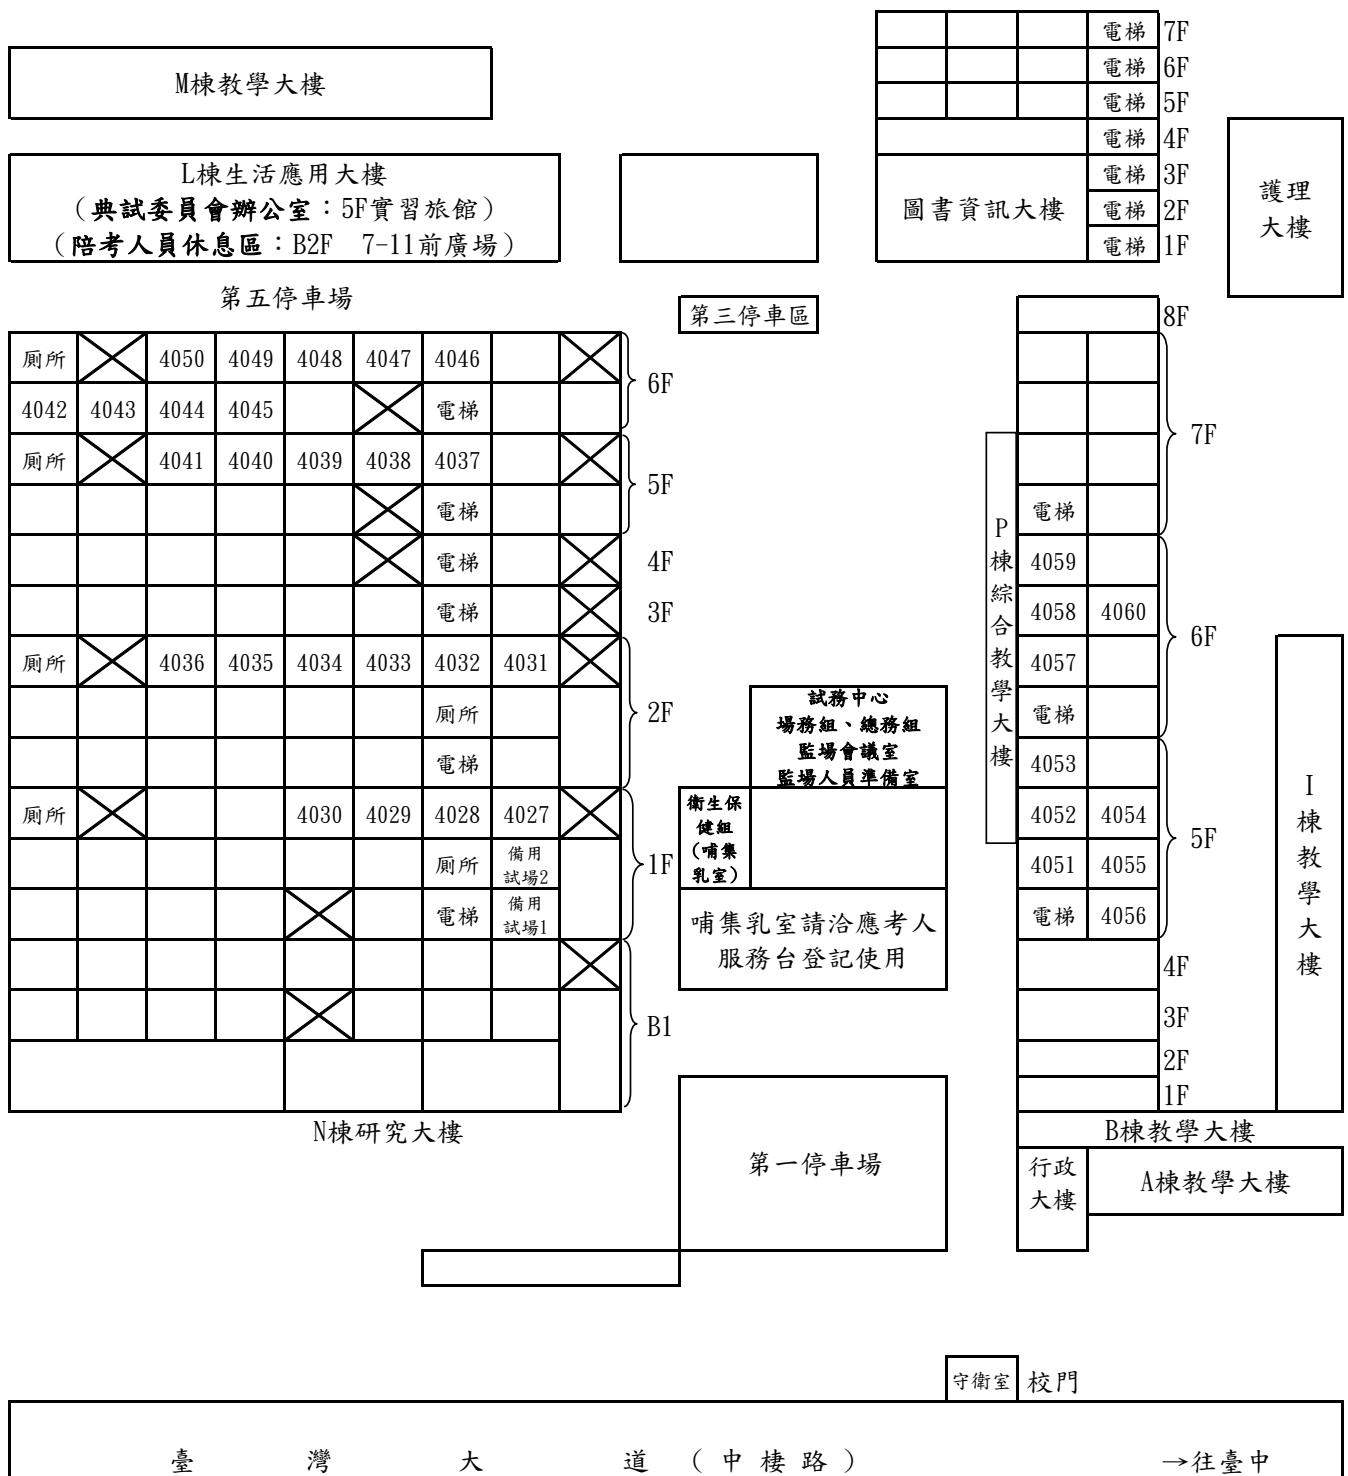 電梯 7F
電梯 6F
電梯 5F
電梯 4F
電梯 3F
電梯 2F
電梯 1F
圖書資訊大樓
M棟教學大樓
L棟生活應用大樓
（典試委員會辦公室：5F實習旅館）
（陪考人員休息區：B2F 7-11前廣場）
護理
大樓
第五停車場
第三停車區
廁所 4050 4049 4048 4047 4046
6F
4042 4043 4044 4045 電梯
廁所 4041 4040 4039 4038 4037
5F
電梯
電梯 4F
電梯 3F
廁所 4036 4035 4034 4033 4032 4031
廁所
2F
電梯
廁所 4030 4029 4028 4027
廁所 備用
試場2
1F
電梯 備用
試場1
B1
N棟研究大樓
試務中心
場務組、總務組
監場會議室
監場人員準備室
衛生保
健組
（哺集
乳室）
哺集乳室請洽應考人
服務台登記使用
第一停車場
8F
7F
電梯
P棟綜合教學大樓
4059
4058 4060
6F
4057
電梯
4053
4052 4054
5F
4051 4055
電梯 4056
4F
3F
2F
1F
I棟教學大樓
B棟教學大樓
行政
大樓
A棟教學大樓
守衛室 校門
臺灣大道（中棲路） →往臺中